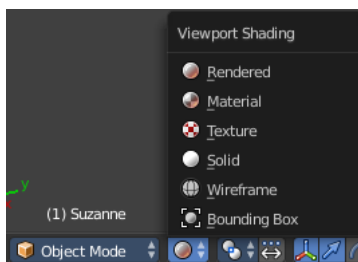 Viewport Shading
Rendered
Material
Texture
Solid
Wireframe
Bounding Box
y
(1) Suzanne
Object Mode